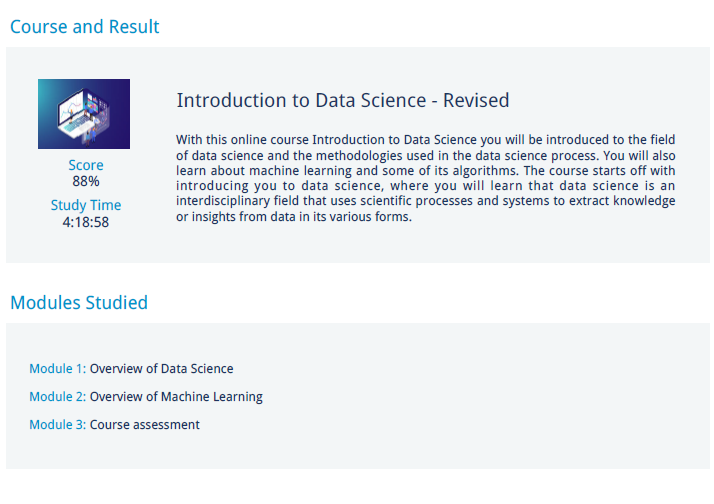 Course and Result
Introduction to Data Science - Revised
With this online course Introduction to Data Science you will be introduced to the field
of data science and the methodologies used in the data science process. You will also
learn about machine learning and some of its algorithms. The course starts off with
introducing you to data science, where you will learn that data science is an
interdisciplinary field that uses scientific processes and systems to extract knowledge
or insights from data in its various forms.
Score
88%
Study Time
4:18:58
Modules Studied
Module 1: Overview of Data Science
Module 2: Overview of Machine Learning
Module 3: Course assessment